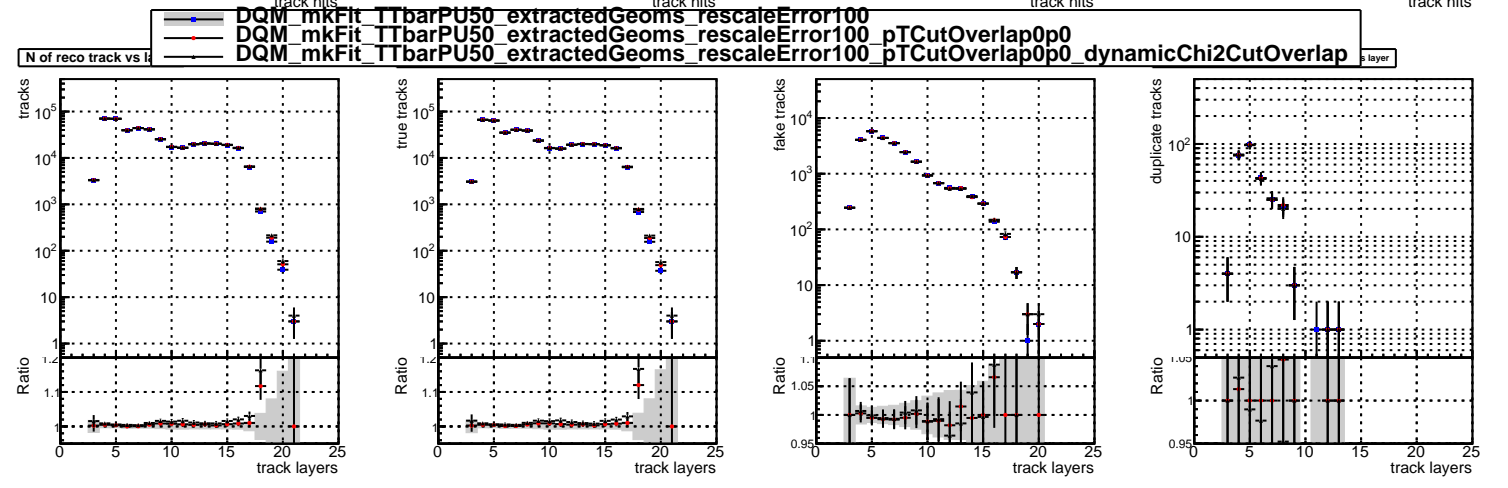 track hits track hits track hits track hits
DQM_mkFit_TTbarPU50_extractedGeoms_rescaleError100
DQM_mkFit_TTbarPU50_extractedGeoms_rescaleError100_pTCutOverlap0p0
DQM_mkFit_TTbarPU50_extractedGeoms_rescaleError100_pTCutOverlap0p0_dynamicChi2CutOverlap
N of reco track vs la
s layer
tracks
10^5
10^4
10^3
10^2
10
1
Ratio
1.2
1.1
1
0 5 10 15 20 25
track layers
true tracks
10^5
10^4
10^3
10^2
10
1
Ratio
1.2
1.1
1
0 5 10 15 20 25
track layers
fake tracks
10^4
10^3
10^2
10
1
Ratio
1.1
1.05
1
0.95
0 5 10 15 20 25
track layers
duplicate tracks
10^2
10
1
Ratio
1.05
1
0.95
0 5 10 15 20 25
track layers